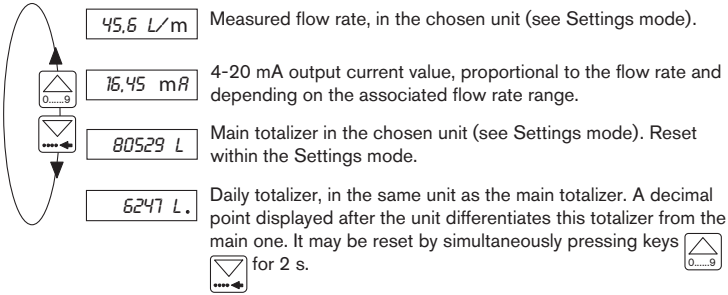 45,6 L/m
Measured flow rate, in the chosen unit (see Settings mode).
16,45 mA
4-20 mA output current value, proportional to the flow rate and
depending on the associated flow rate range.
0......9
80529 L
Main totalizer in the chosen unit (see Settings mode). Reset
within the Settings mode.
6247 L.
Daily totalizer, in the same unit as the main totalizer. A decimal
point displayed after the unit differentiates this totalizer from the
main one. It may be reset by simultaneously pressing keys
0......9
for 2 s.